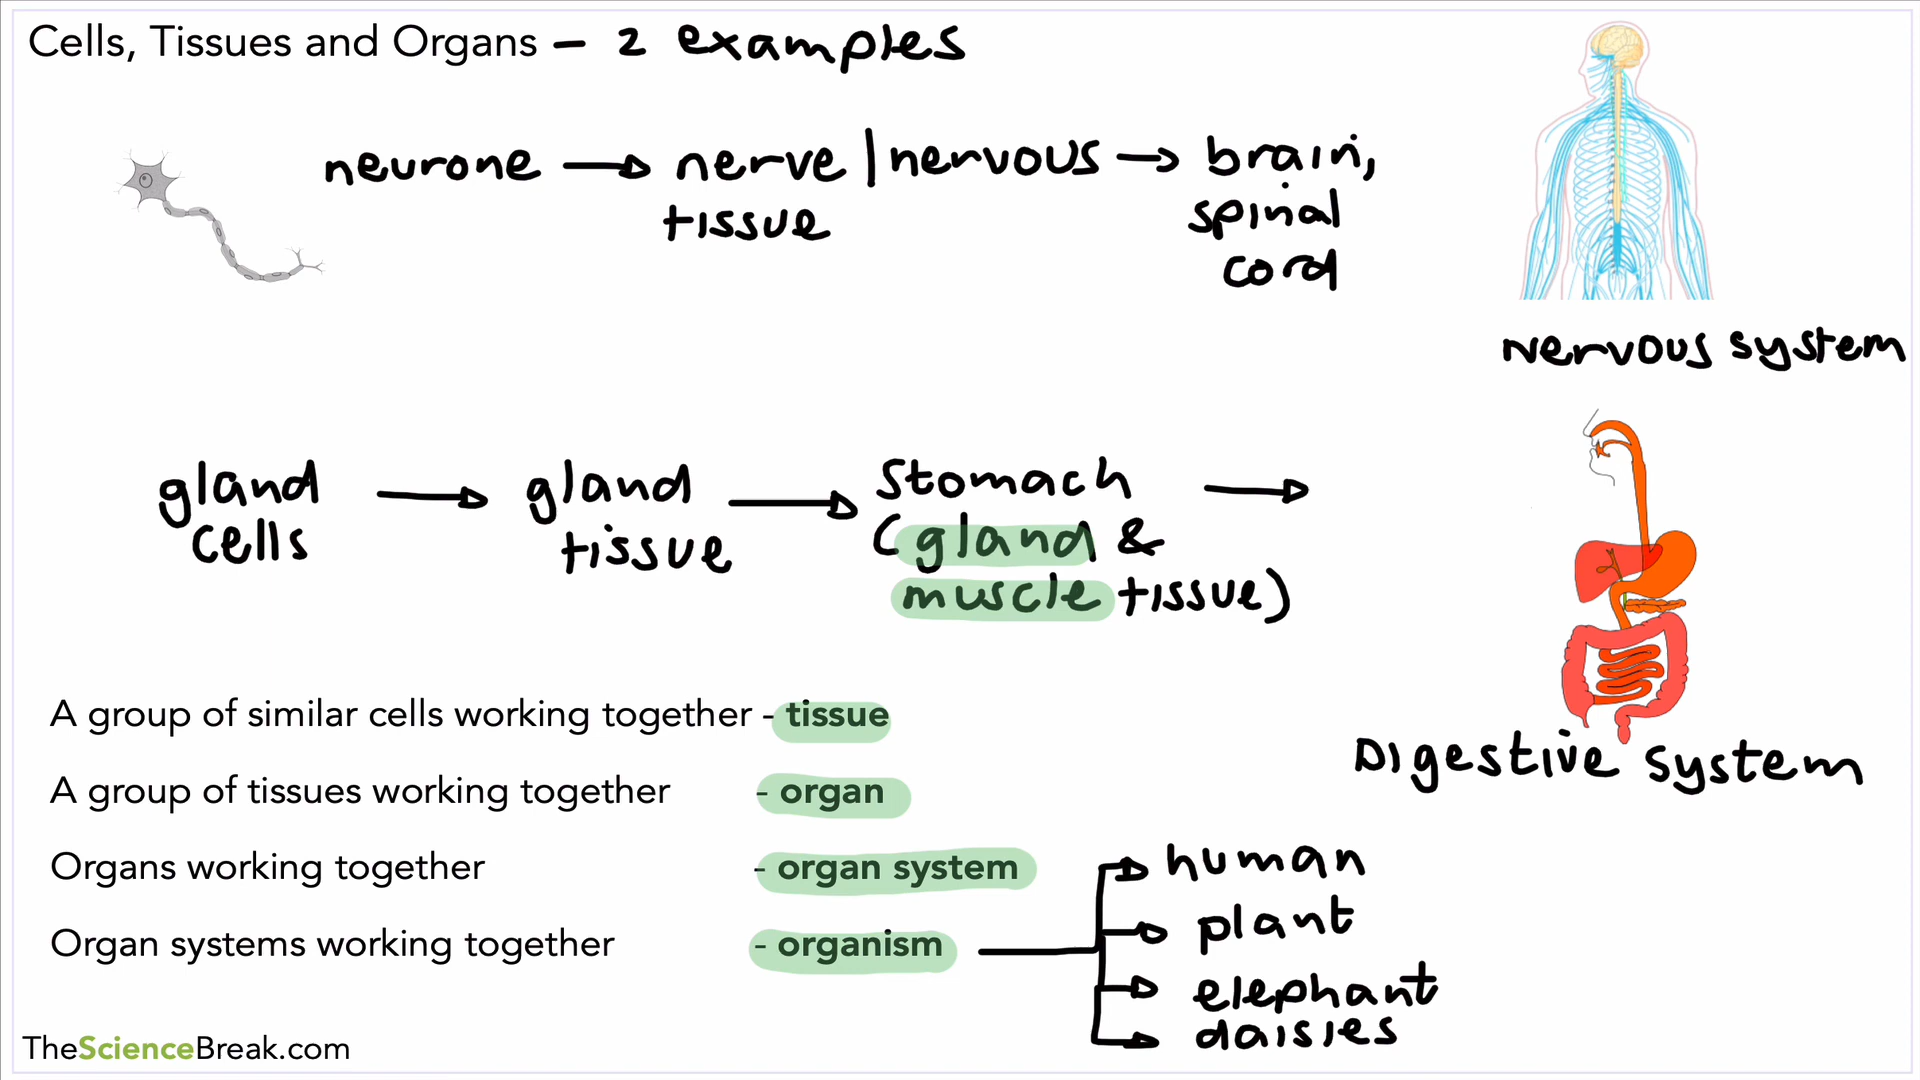 Cells, Tissues and Organs - 2 examples
neurone → nerve | nervous → brain,
tissue
spinal
cord
nervous system
gland → gland → stomach →
cells
tissue
(gland &
muscle tissue)
Digestive system
A group of similar cells working together - tissue
A group of tissues working together - organ
Organs working together - organ system
Organ systems working together - organism
human
plant
elephant
daisies
TheScienceBreak.com